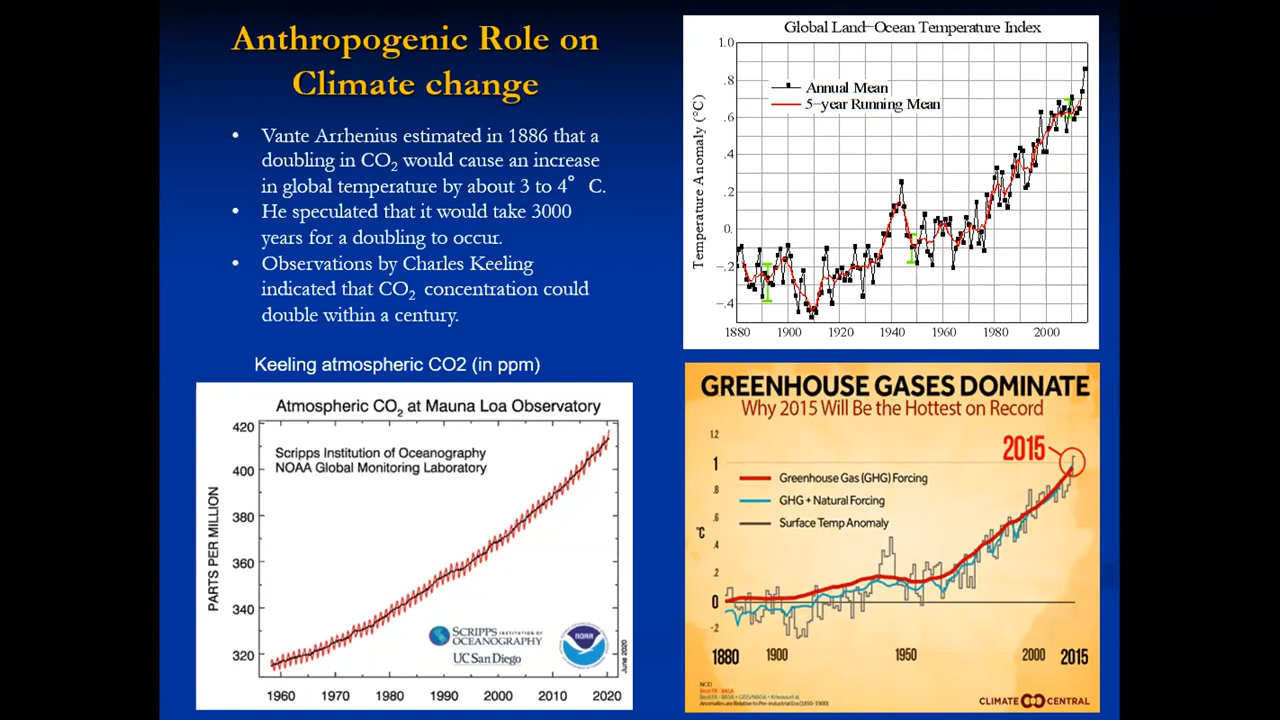 Anthropogenic Role on
Climate change
• Vante Arrhenius estimated in 1886 that a
doubling in CO2 would cause an increase
in global temperature by about 3 to 4° C.
• He speculated that it would take 3000
years for a doubling to occur.
• Observations by Charles Keeling
indicated that CO2 concentration could
double within a century.
Keeling atmospheric CO2 (in ppm)
Atmospheric CO2 at Mauna Loa Observatory
Scripps Institution of Oceanography
NOAA Global Monitoring Laboratory
PARTS PER MILLION
420
400
380
360
340
320
1960 1970 1980 1990 2000 2010 2020
SCRIPPS INSTITUTION OF
OCEANOGRAPHY
UC San Diego
NOAA
June 2020
Global Land-Ocean Temperature Index
Temperature Anomaly (°C)
Annual Mean
5-year Running Mean
1.0
.8
.6
.4
.2
0.
-.2
-.4
1880 1900 1920 1940 1960 1980 2000
GREENHOUSE GASES DOMINATE
Why 2015 Will Be the Hottest on Record
2015
Greenhouse Gas (GHG) Forcing
GHG + Natural Forcing
Surface Temp Anomaly
°C
1.2
1
.8
.6
.4
.2
0
-.2
1880 1900 1950 2000 2015
CLIMATE CENTRAL